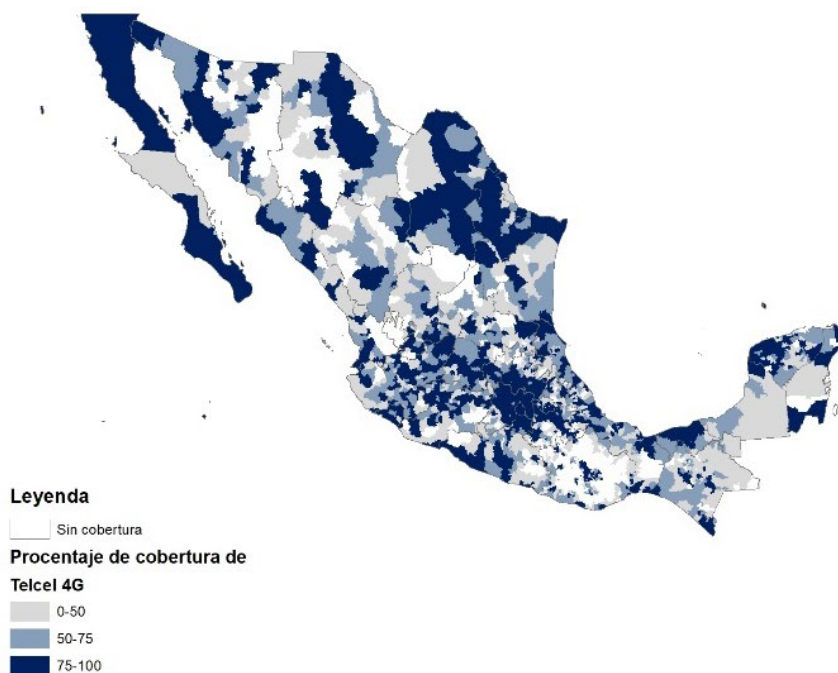 Leyenda
Sin cobertura
Procentaje de cobertura de
Telcel 4G
0-50
50-75
75-100